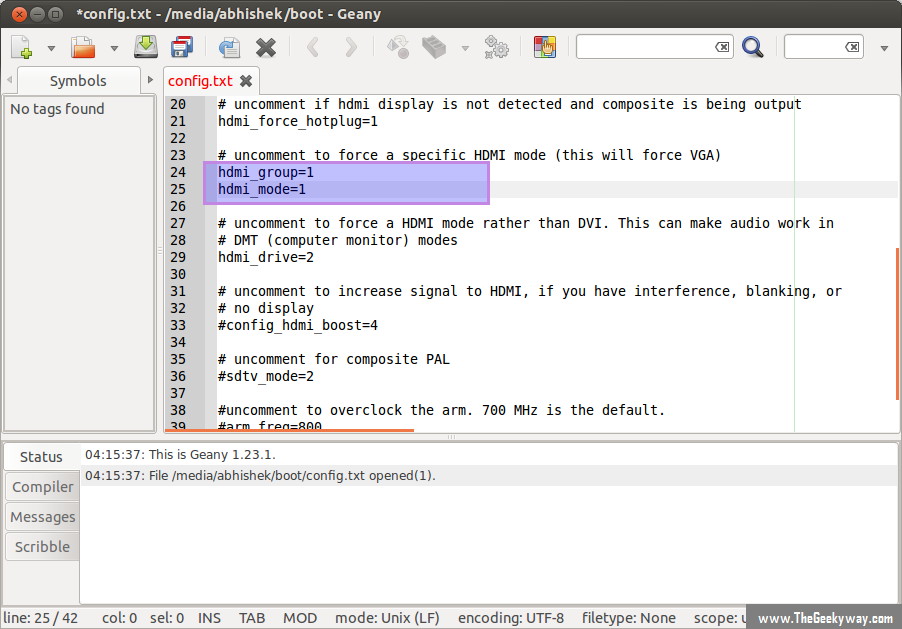 *config.txt - /media/abhishek/boot - Geany
Symbols
config.txt
No tags found
20 # uncomment if hdmi display is not detected and composite is being output
21 hdmi_force_hotplug=1
22
23 # uncomment to force a specific HDMI mode (this will force VGA)
24 hdmi_group=1
25 hdmi_mode=1
26
27 # uncomment to force a HDMI mode rather than DVI. This can make audio work in
28 # DMT (computer monitor) modes
29 hdmi_drive=2
30
31 # uncomment to increase signal to HDMI, if you have interference, blanking, or
32 # no display
33 #config_hdmi_boost=4
34
35 # uncomment for composite PAL
36 #sdtv_mode=2
37
38 #uncomment to overclock the arm. 700 MHz is the default.
39 #arm_freq=800
Status
04:15:37: This is Geany 1.23.1.
04:15:37: File /media/abhishek/boot/config.txt opened(1).
Compiler
Messages
Scribble
line: 25 / 42 col: 0 sel: 0 INS TAB MOD mode: Unix (LF) encoding: UTF-8 filetype: None scope:
www.TheGeekyway.com